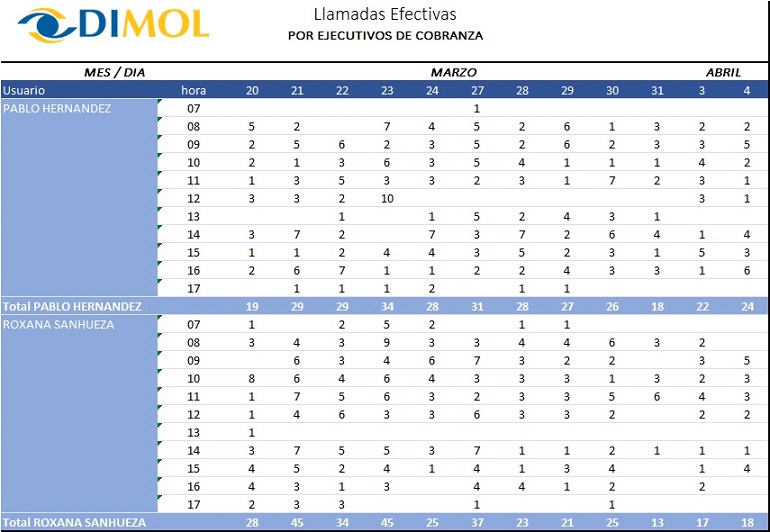 DIMOL
Llamadas Efectivas
POR EJECUTIVOS DE COBRANZA
MES / DIA MARZO ABRIL
Usuario hora 20 21 22 23 24 27 28 29 30 31 3 4
PABLO HERNANDEZ 07 1
08 5 2 7 4 5 2 6 1 3 2 2
09 2 5 6 2 3 5 2 6 2 3 3 5
10 2 1 3 6 3 5 4 1 1 1 4 2
11 1 3 5 3 3 2 3 1 7 2 3 1
12 3 3 2 10 3 1
13 1 1 5 2 4 3 1
14 3 7 2 7 3 7 2 6 4 1 4
15 1 1 2 4 4 3 5 2 3 1 5 3
16 2 6 7 1 1 2 2 4 3 3 1 6
17 1 1 1 2 1 1
Total PABLO HERNANDEZ 19 29 29 34 28 31 28 27 26 18 22 24
ROXANA SANHUEZA 07 1 2 5 2 1 1
08 3 4 3 9 3 3 4 4 6 3 2
09 6 3 4 6 7 3 2 2 3 5
10 8 6 4 6 4 3 3 3 1 3 2 3
11 1 7 5 6 3 2 3 3 5 6 4 3
12 1 4 6 3 3 6 3 3 2 2 2
13 1
14 3 7 5 5 3 7 1 1 2 1 1 1
15 4 5 2 4 1 4 1 3 4 1 4
16 4 3 1 3 4 4 1 2 2
17 2 3 3 1 1
Total ROXANA SANHUEZA 28 45 34 45 25 37 23 21 25 13 17 18